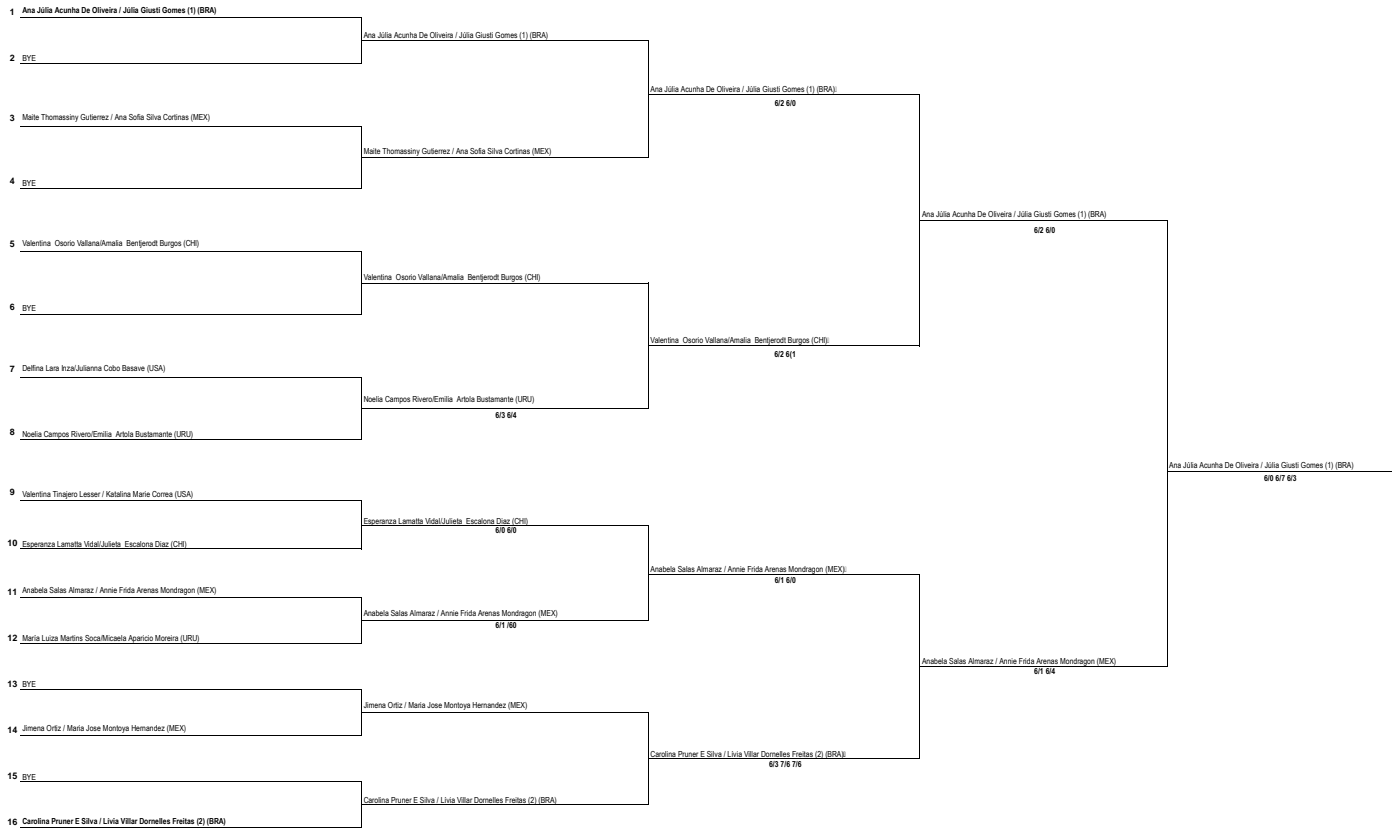 1 Ana Júlia Acunha De Oliveira / Júlia Giusti Gomes (1) (BRA)
Ana Júlia Acunha De Oliveira / Júlia Giusti Gomes (1) (BRA)
2 BYE
Ana Júlia Acunha De Oliveira / Júlia Giusti Gomes (1) (BRA)
6/2 6/0
3 Maite Thomassiny Gutierrez / Ana Sofia Silva Cortinas (MEX)
Maite Thomassiny Gutierrez / Ana Sofia Silva Cortinas (MEX)
4 BYE
Ana Júlia Acunha De Oliveira / Júlia Giusti Gomes (1) (BRA)
6/2 6/0
5 Valentina Osorio Vallana/Amalia Bentjerodt Burgos (CHI)
Valentina Osorio Vallana/Amalia Bentjerodt Burgos (CHI)
6 BYE
Valentina Osorio Vallana/Amalia Bentjerodt Burgos (CHI)
6/2 6(1
7 Delfina Lara Inza/Julianna Cobo Basave (USA)
Noelia Campos Rivero/Emilia Artola Bustamante (URU)
6/3 6/4
8 Noelia Campos Rivero/Emilia Artola Bustamante (URU)
Ana Júlia Acunha De Oliveira / Júlia Giusti Gomes (1) (BRA)
6/0 6/7 6/3
9 Valentina Tinajero Lesser / Katalina Marie Correa (USA)
Esperanza Lamatta Vidal/Julieta Escalona Diaz (CHI)
6/0 6/0
10 Esperanza Lamatta Vidal/Julieta Escalona Diaz (CHI)
Anabela Salas Almaraz / Annie Frida Arenas Mondragon (MEX)
6/1 6/0
11 Anabela Salas Almaraz / Annie Frida Arenas Mondragon (MEX)
Anabela Salas Almaraz / Annie Frida Arenas Mondragon (MEX)
6/1 /60
12 María Luiza Martins Soca/Micaela Aparicio Moreira (URU)
Anabela Salas Almaraz / Annie Frida Arenas Mondragon (MEX)
6/1 6/4
13 BYE
Jimena Ortiz / Maria Jose Montoya Hernandez (MEX)
14 Jimena Ortiz / Maria Jose Montoya Hernandez (MEX)
Carolina Pruner E Silva / Lívia Villar Dornelles Freitas (2) (BRA)
6/3 7/6 7/6
15 BYE
Carolina Pruner E Silva / Lívia Villar Dornelles Freitas (2) (BRA)
16 Carolina Pruner E Silva / Lívia Villar Dornelles Freitas (2) (BRA)